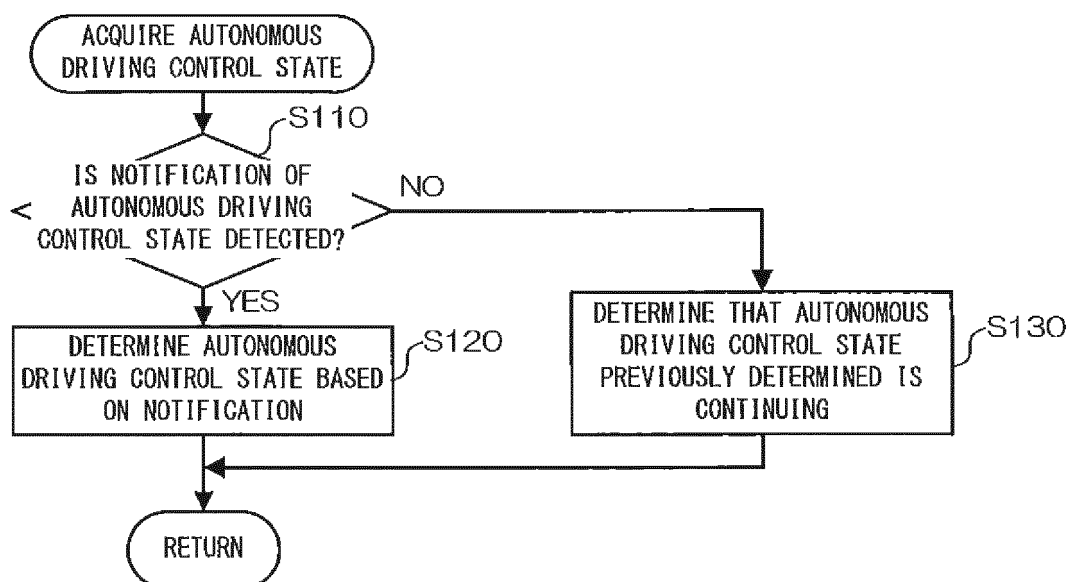 ACQUIRE AUTONOMOUS
DRIVING CONTROL STATE
S110
IS NOTIFICATION OF
AUTONOMOUS DRIVING
CONTROL STATE DETECTED?
NO
YES
DETERMINE AUTONOMOUS
DRIVING CONTROL STATE BASED
ON NOTIFICATION
S120
DETERMINE THAT AUTONOMOUS
DRIVING CONTROL STATE
PREVIOUSLY DETERMINED IS
CONTINUING
S130
RETURN